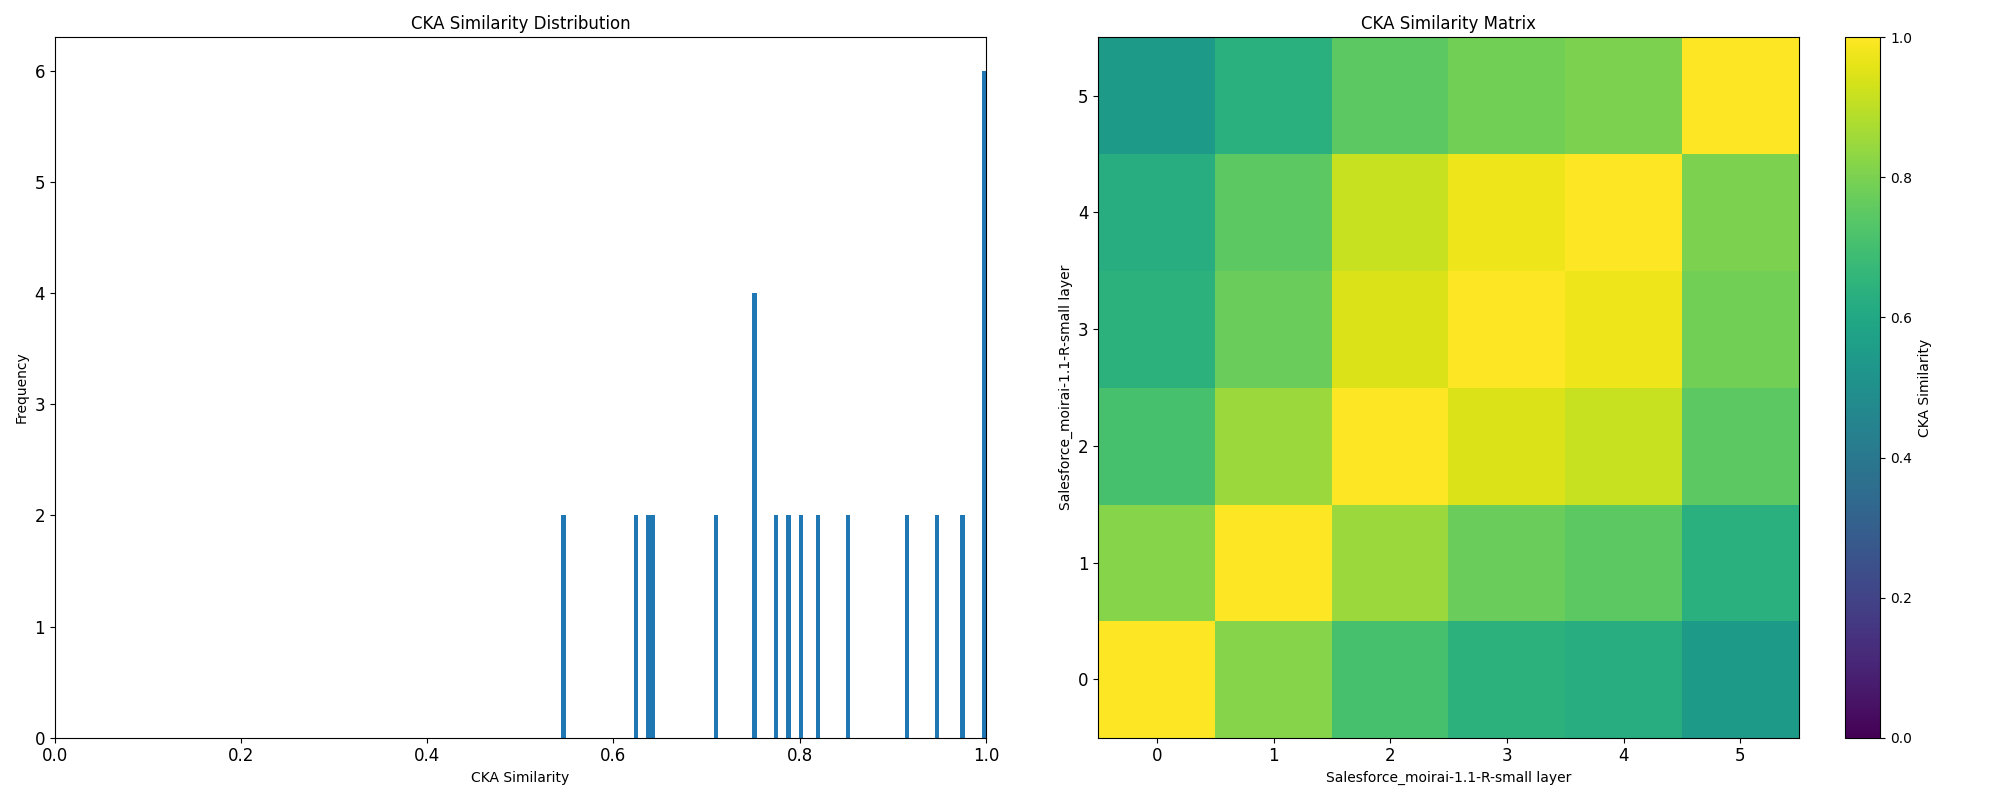 CKA Similarity Distribution
6
5
4
3
2
1
0
Frequency
0.0 0.2 0.4 0.6 0.8 1.0
CKA Similarity
CKA Similarity Matrix
5
4
3
2
1
0
Salesforce_moirai-1.1-R-small layer
0 1 2 3 4 5
Salesforce_moirai-1.1-R-small layer
1.0
0.8
0.6
0.4
0.2
0.0
CKA Similarity